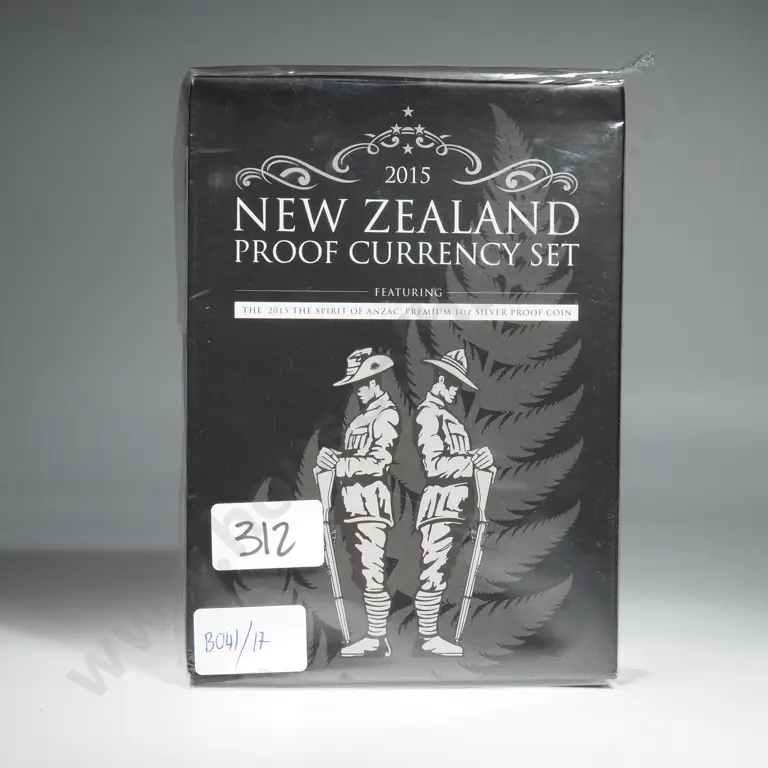 2015
NEW ZEALAND
PROOF CURRENCY SET
FEATURING
THE '2015 THE SPIRIT OF ANZAC' PREMIUM 1OZ SILVER PROOF COIN
312
B041/17